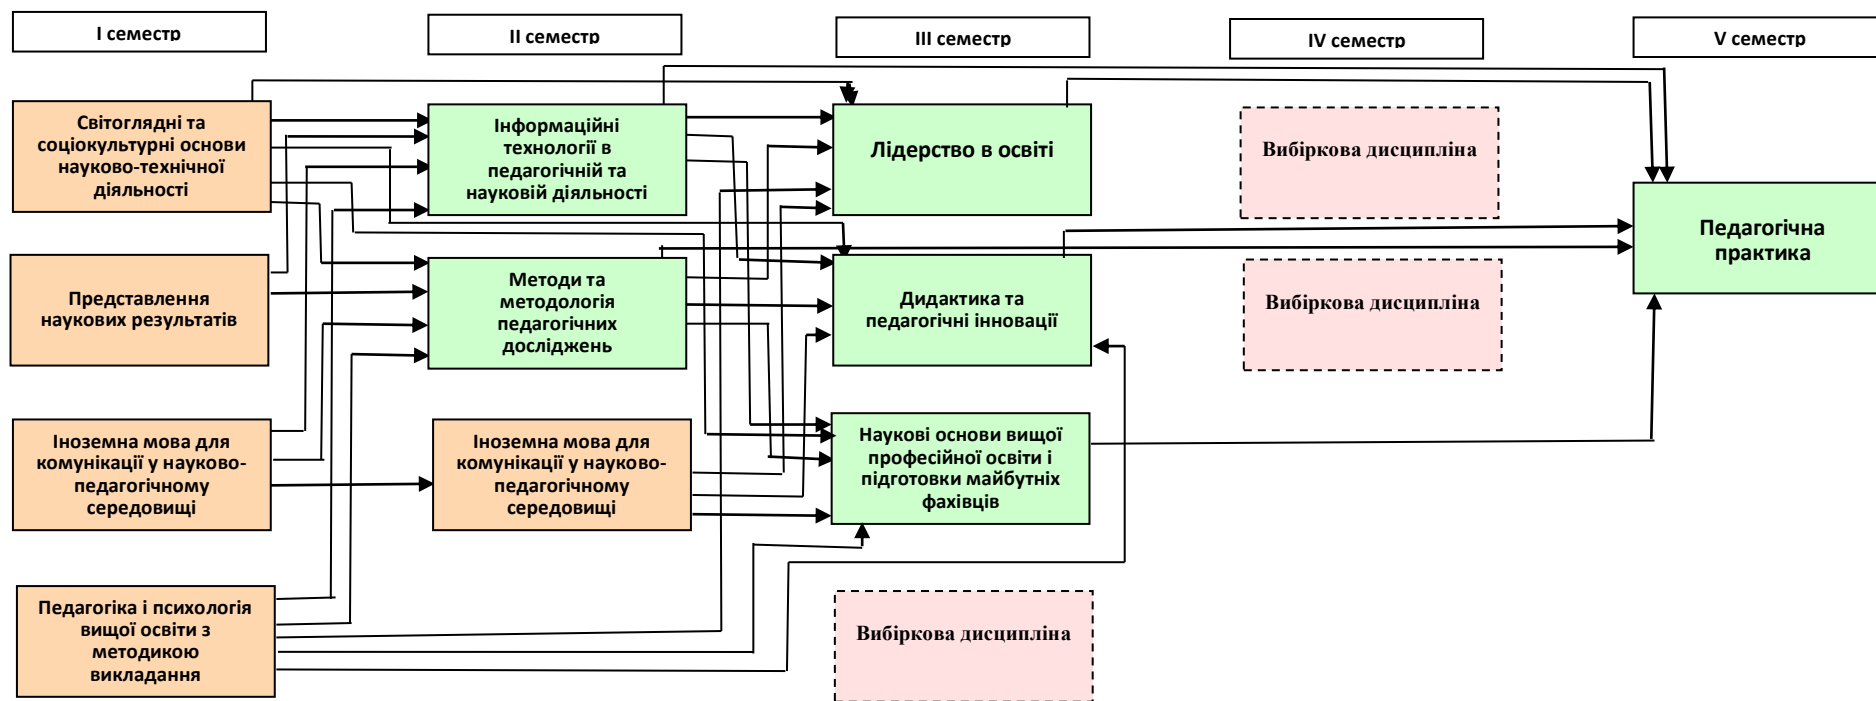 І семестр
ІІ семестр
ІІІ семестр
IV семестр
V семестр
Світоглядні та
соціокультурні основи
науково-технічної
діяльності
Інформаційні
технології в
педагогічній та
науковій діяльності
Лідерство в освіті
Вибіркова дисципліна
Педагогічна
практика
Представлення
наукових результатів
Методи та
методологія
педагогічних
досліджень
Дидактика та
педагогічні інновації
Вибіркова дисципліна
Іноземна мова для
комунікації у науково-
педагогічному
середовищі
Іноземна мова для
комунікації у науково-
педагогічному
середовищі
Наукові основи вищої
професійної освіти і
підготовки майбутніх
фахівців
Педагогіка і психологія
вищої освіти з
методикою
викладання
Вибіркова дисципліна